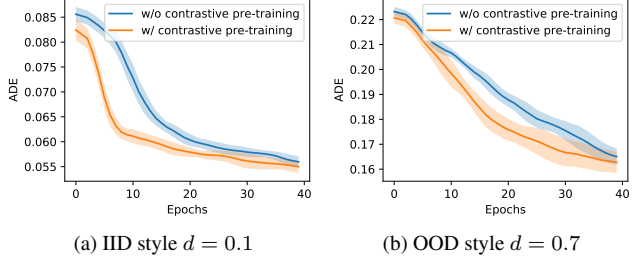 w/o contrastive pre-training
w/ contrastive pre-training
0.085
0.080
0.075
0.070
0.065
0.060
0.055
ADE
0 10 20 30 40
Epochs
(a) IID style d = 0.1
w/o contrastive pre-training
w/ contrastive pre-training
0.22
0.21
0.20
0.19
0.18
0.17
0.16
ADE
0 10 20 30 40
Epochs
(b) OOD style d = 0.7